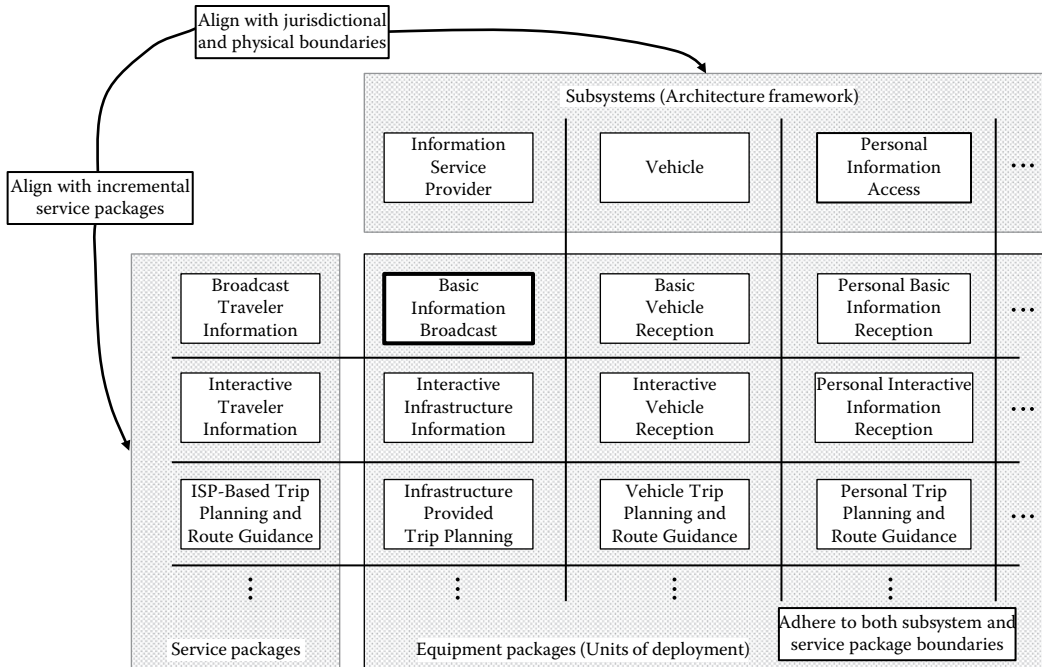 Align with jurisdictional
and physical boundaries
Subsystems (Architecture framework)
Information
Service
Provider
Vehicle
Personal
Information
Access
...
Align with incremental
service packages
Broadcast
Traveler
Information
Basic
Information
Broadcast
Basic
Vehicle
Reception
Personal Basic
Information
Reception
...
Interactive
Traveler
Information
Interactive
Infrastructure
Information
Interactive
Vehicle
Reception
Personal Interactive
Information
Reception
...
ISP-Based Trip
Planning and
Route Guidance
Infrastructure
Provided
Trip Planning
Vehicle Trip
Planning and
Route Guidance
Personal Trip
Planning and
Route Guidance
...
Adhere to both subsystem and
service package boundaries
Service packages
Equipment packages (Units of deployment)